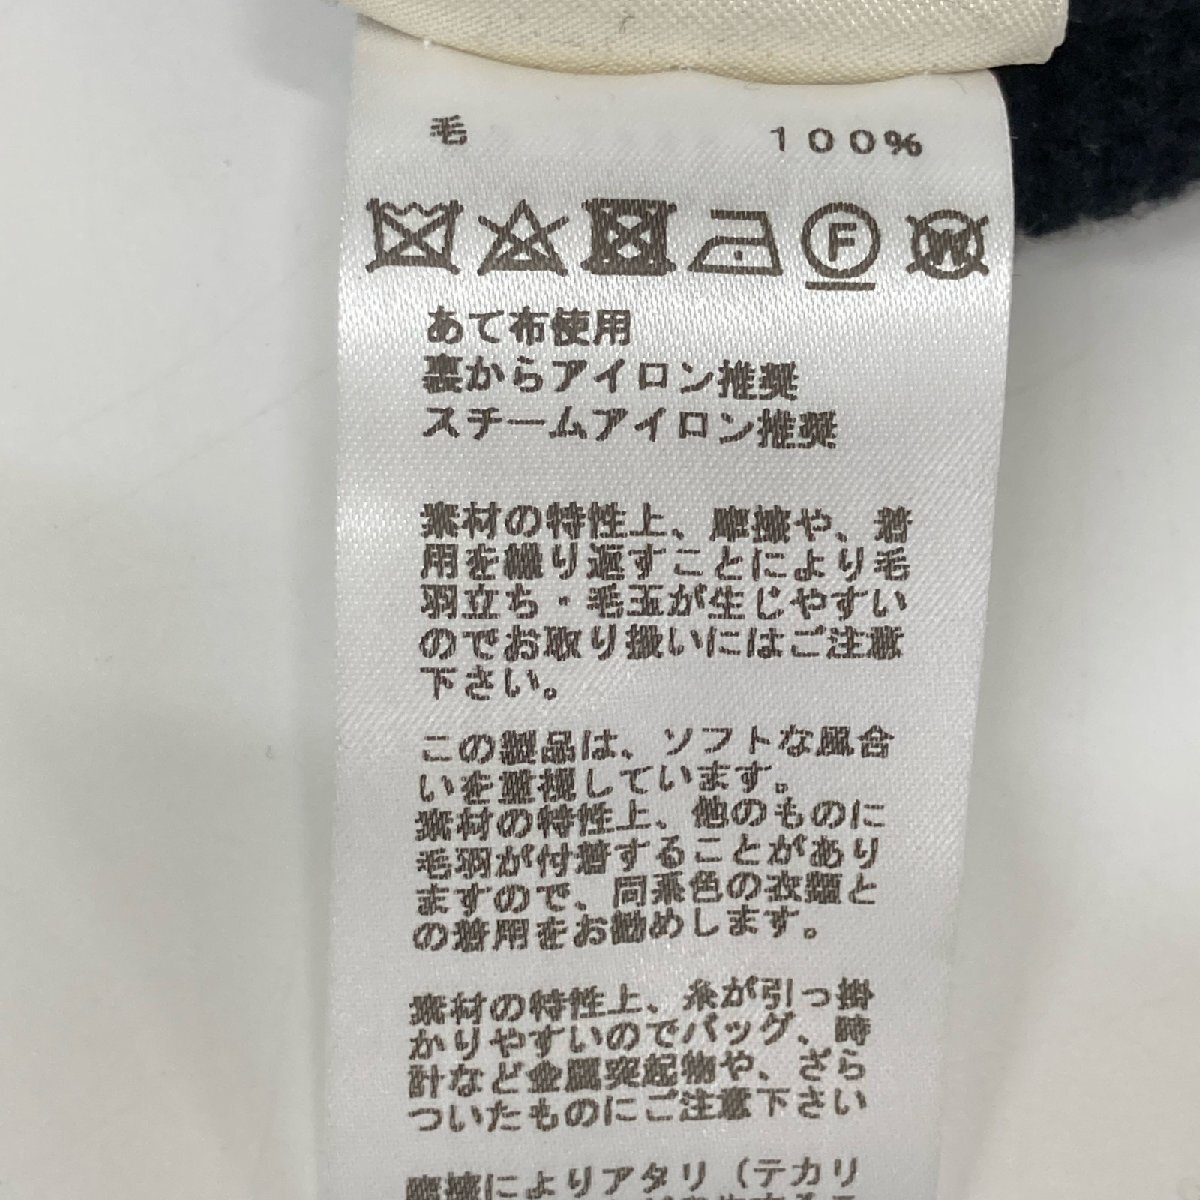 毛 100%
F W
あて布使用
裏からアイロン推奨
スチームアイロン推奨
素材の特性上、摩擦や、着
用を繰り返すことにより毛
羽立ち・毛玉が生じやすい
のでお取り扱いにはご注意
下さい。
この製品は、ソフトな風合
いを重視しています。
素材の特性上、他のものに
毛羽が付着することがあり
ますので、同系色の衣類と
の着用をお勧めします。
素材の特性上、糸が引っ掛
かりやすいのでバッグ、時
計など金属突起物や、ざら
ついたものにご注意下さい
摩擦によりアタリ（テカリ